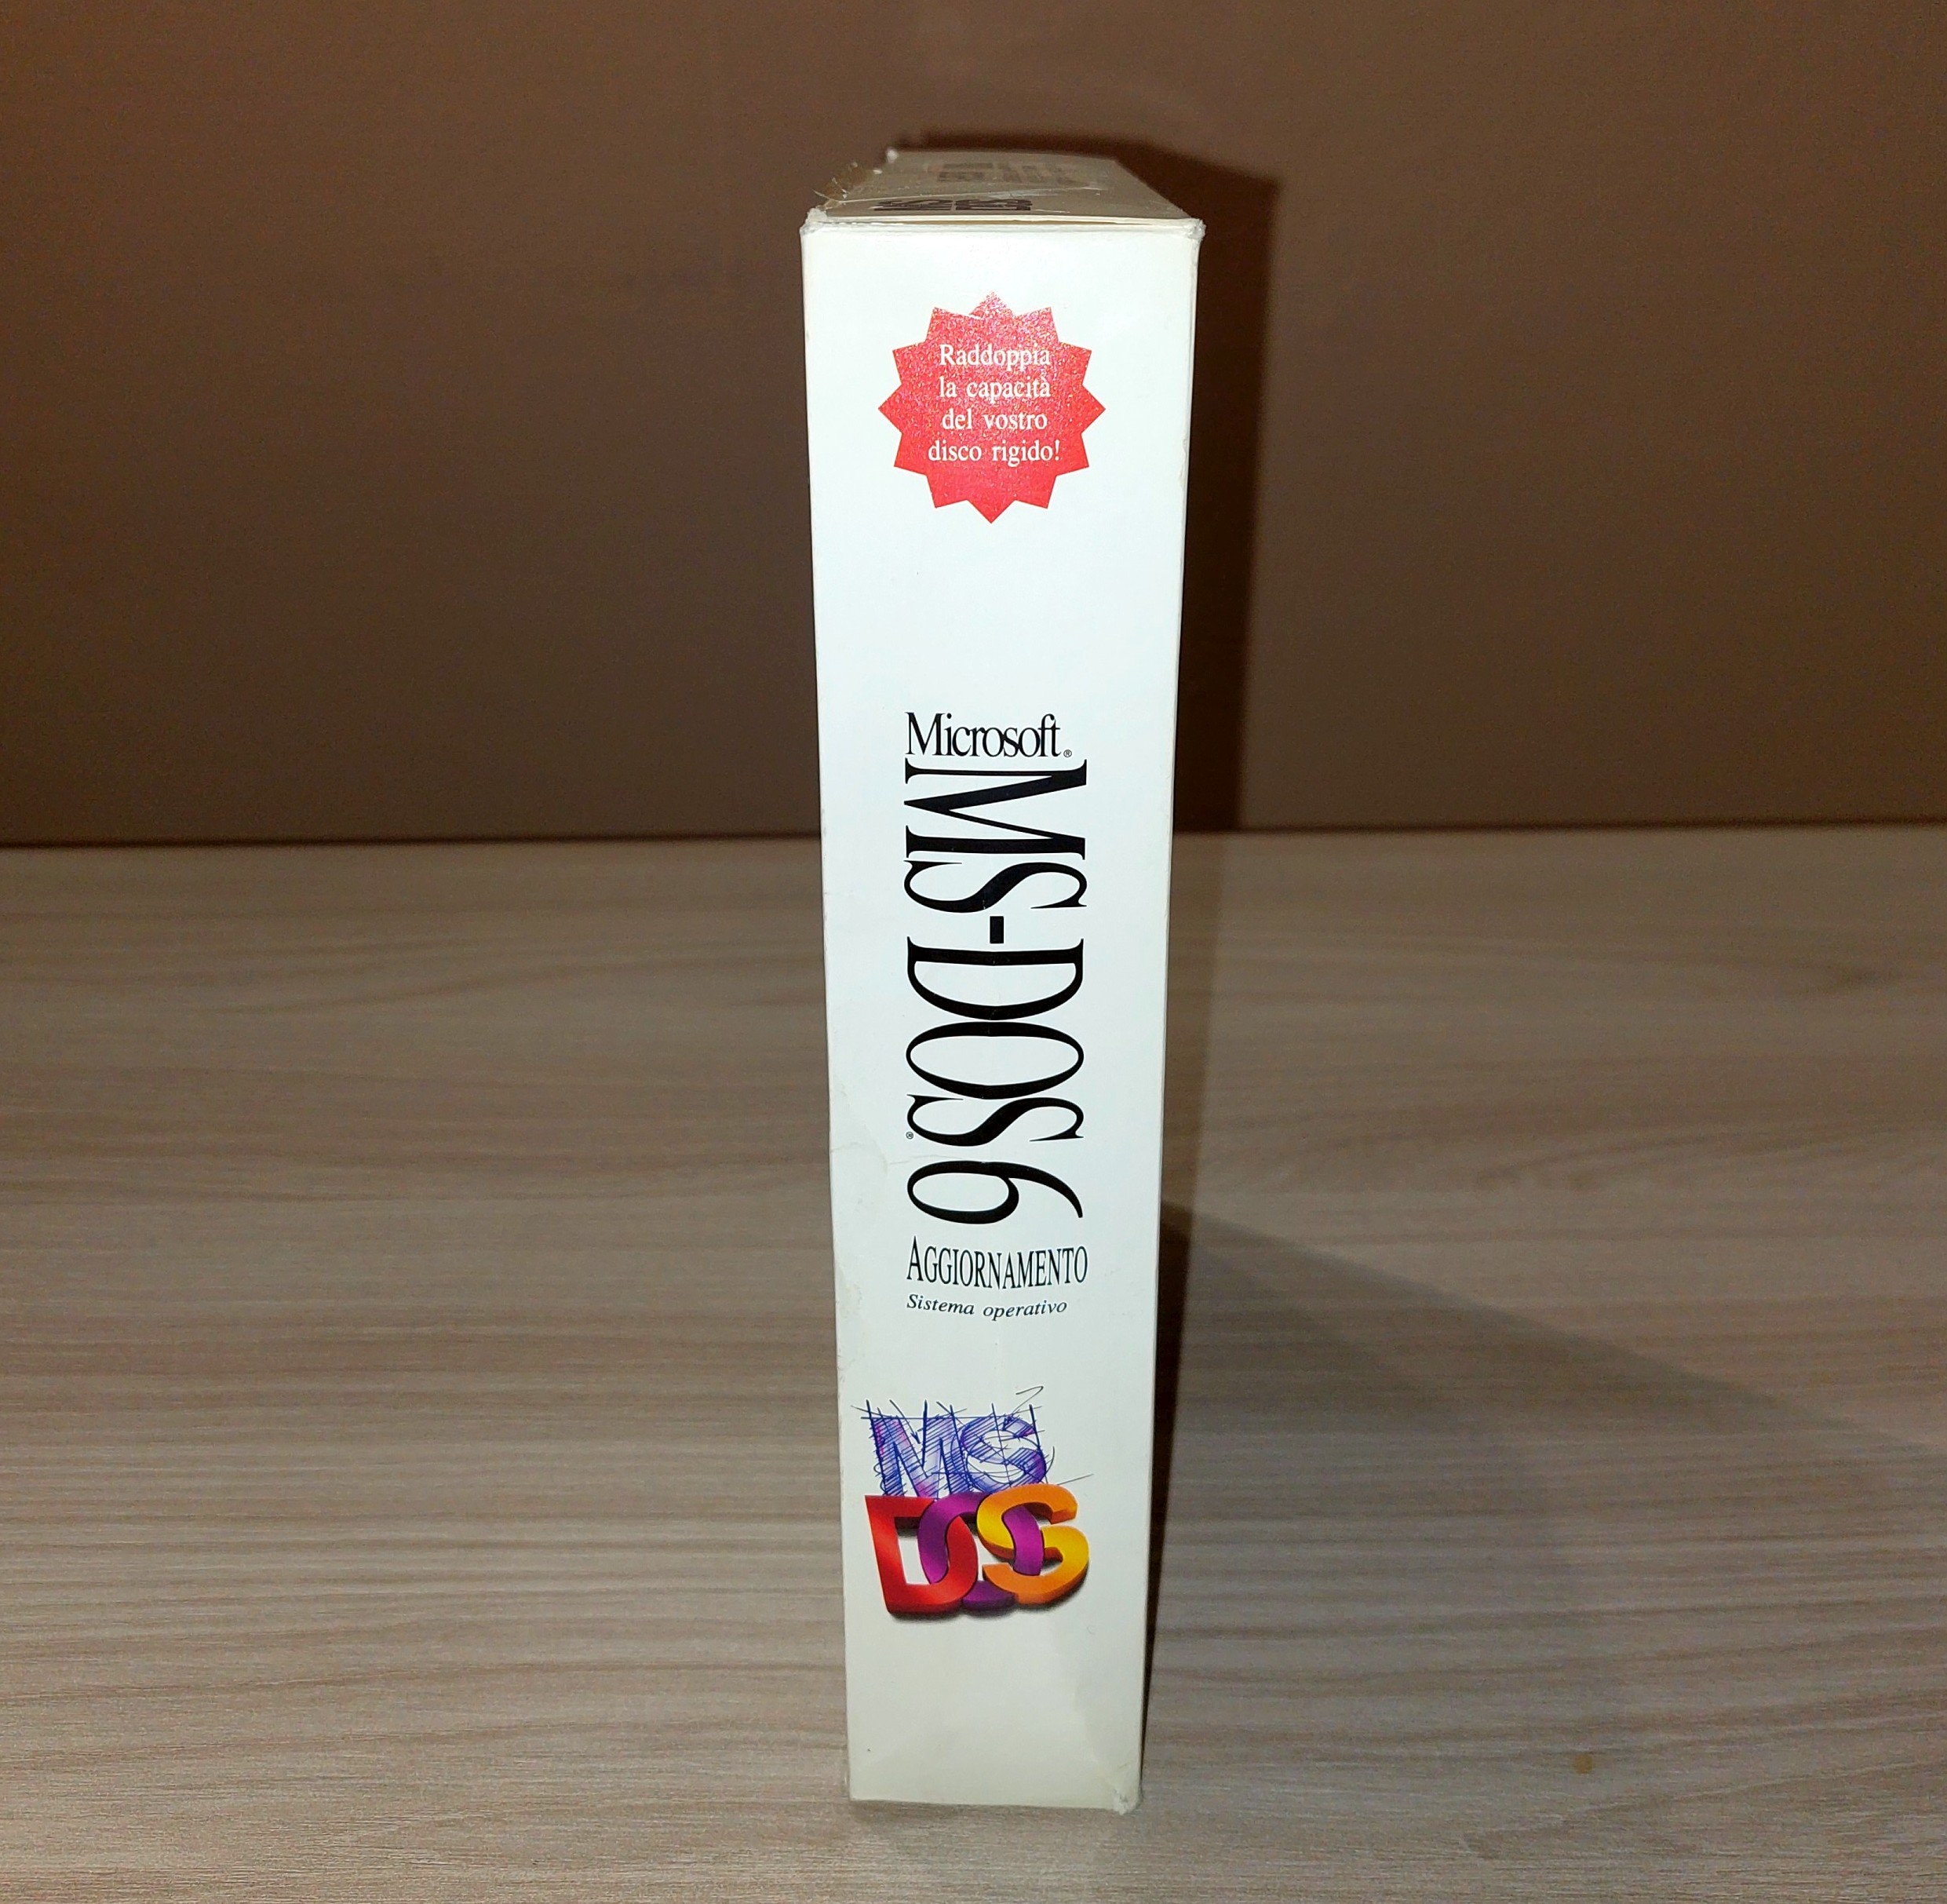 Raddoppia
la capacità
del vostro
disco rigido!
Microsoft®
MS-DOS® 6
AGGIORNAMENTO
Sistema operativo
MS
DOS